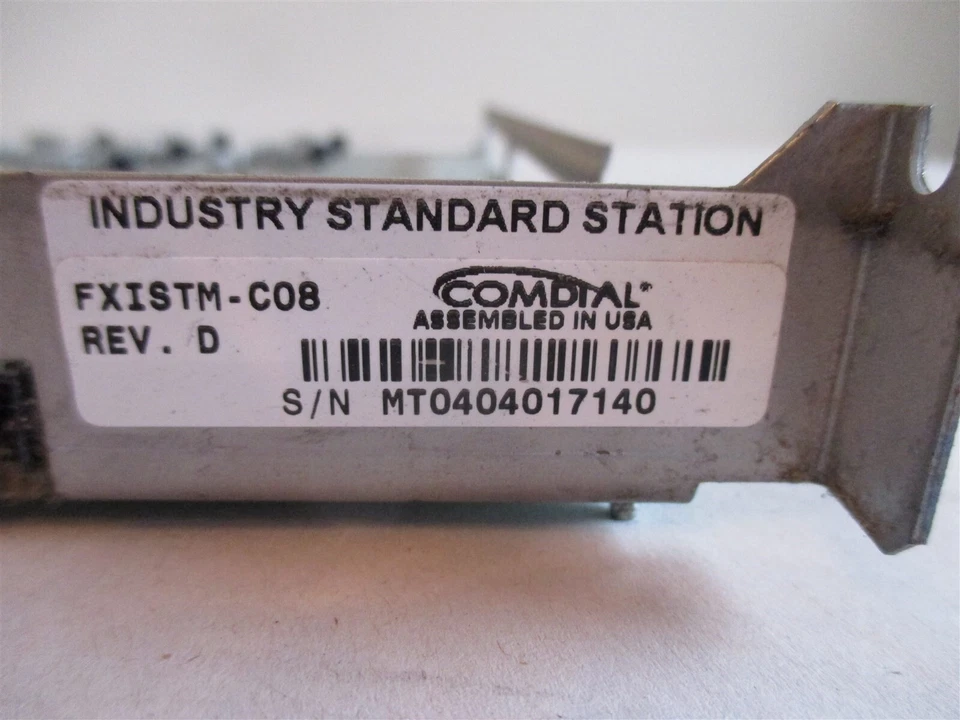 INDUSTRY STANDARD STATION
FXISTM-C08
REV. D
COMDIAL®
ASSEMBLED IN USA
S/N MT0404017140